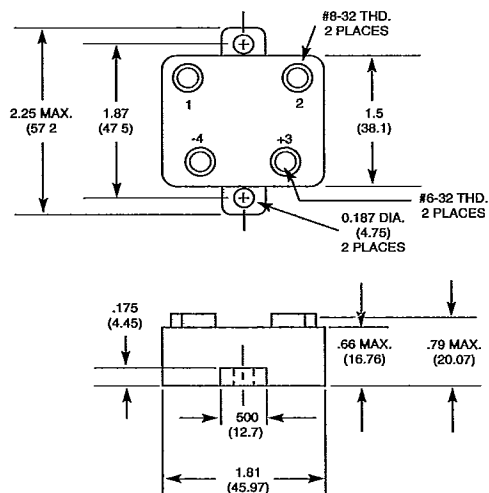 #8-32 THD.
2 PLACES
1
2
2.25 MAX.
(57 2
1.87
(47 5)
1.5
(38.1)
-4
+3
#6-32 THD.
2 PLACES
0.187 DIA.
(4.75)
2 PLACES
.175
(4.45)
.66 MAX.
(16.76)
.79 MAX.
(20.07)
500
(12.7)
1.81
(45.97)